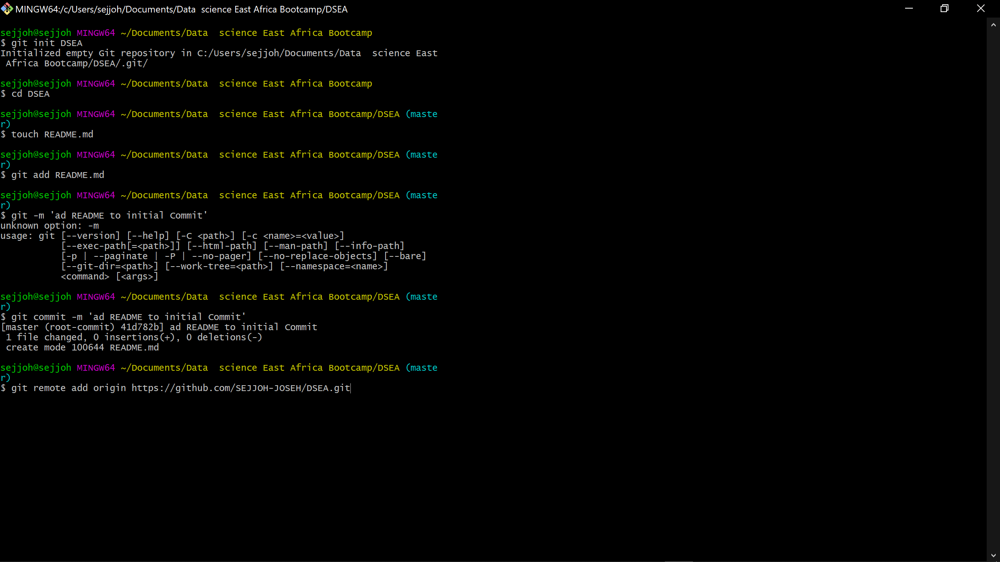 MINGW64:/c/Users/sejjoh/Documents/Data  science East Africa Bootcamp/DSEA
sejjoh@sejjoh MINGW64 ~/Documents/Data  science East Africa Bootcamp
$ git init DSEA
Initialized empty Git repository in C:/Users/sejjoh/Documents/Data  science East
 Africa Bootcamp/DSEA/.git/
sejjoh@sejjoh MINGW64 ~/Documents/Data  science East Africa Bootcamp
$ cd DSEA
sejjoh@sejjoh MINGW64 ~/Documents/Data  science East Africa Bootcamp/DSEA (maste
r)
$ touch README.md
sejjoh@sejjoh MINGW64 ~/Documents/Data  science East Africa Bootcamp/DSEA (maste
r)
$ git add README.md
sejjoh@sejjoh MINGW64 ~/Documents/Data  science East Africa Bootcamp/DSEA (maste
r)
$ git -m 'ad README to initial Commit'
unknown option: -m
usage: git [--version] [--help] [-C <path>] [-c <name>=<value>]
           [--exec-path[=<path>]] [--html-path] [--man-path] [--info-path]
           [-p | --paginate | -P | --no-pager] [--no-replace-objects] [--bare]
           [--git-dir=<path>] [--work-tree=<path>] [--namespace=<name>]
           <command> [<args>]
sejjoh@sejjoh MINGW64 ~/Documents/Data  science East Africa Bootcamp/DSEA (maste
r)
$ git commit -m 'ad README to initial Commit'
[master (root-commit) 41d782b] ad README to initial Commit
 1 file changed, 0 insertions(+), 0 deletions(-)
 create mode 100644 README.md
sejjoh@sejjoh MINGW64 ~/Documents/Data  science East Africa Bootcamp/DSEA (maste
r)
$ git remote add origin https://github.com/SEJJOH-JOSEH/DSEA.git